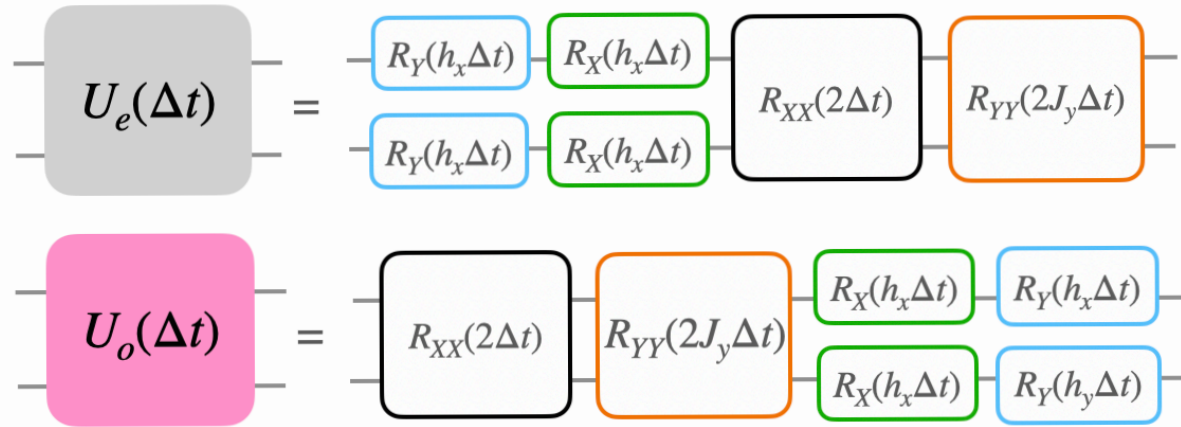 U_e(Δt) = R_Y(h_xΔt) R_X(h_xΔt) R_XX(2Δt) R_YY(2J_yΔt)
R_Y(h_xΔt) R_X(h_xΔt)
U_o(Δt) = R_XX(2Δt) R_YY(2J_yΔt) R_X(h_xΔt) R_Y(h_xΔt)
R_X(h_xΔt) R_Y(h_yΔt)